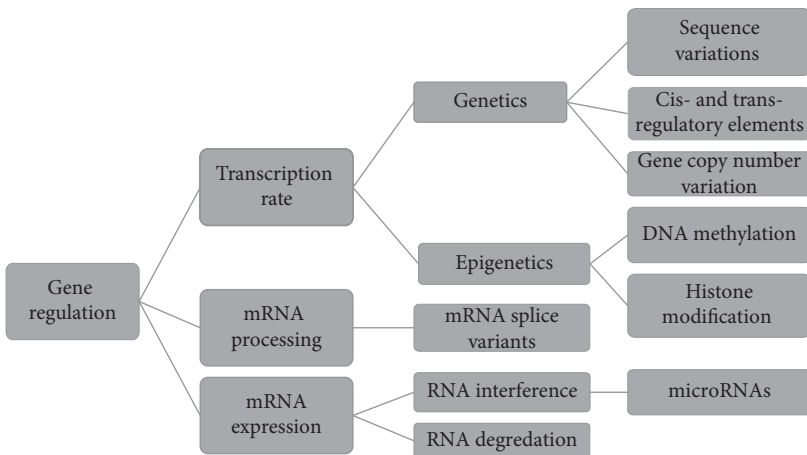 Gene
regulation
Transcription
rate
Genetics
Sequence
variations
Cis- and trans-
regulatory elements
Gene copy number
variation
Epigenetics
DNA methylation
Histone
modification
mRNA
processing
mRNA splice
variants
mRNA
expression
RNA interference
microRNAs
RNA degredation